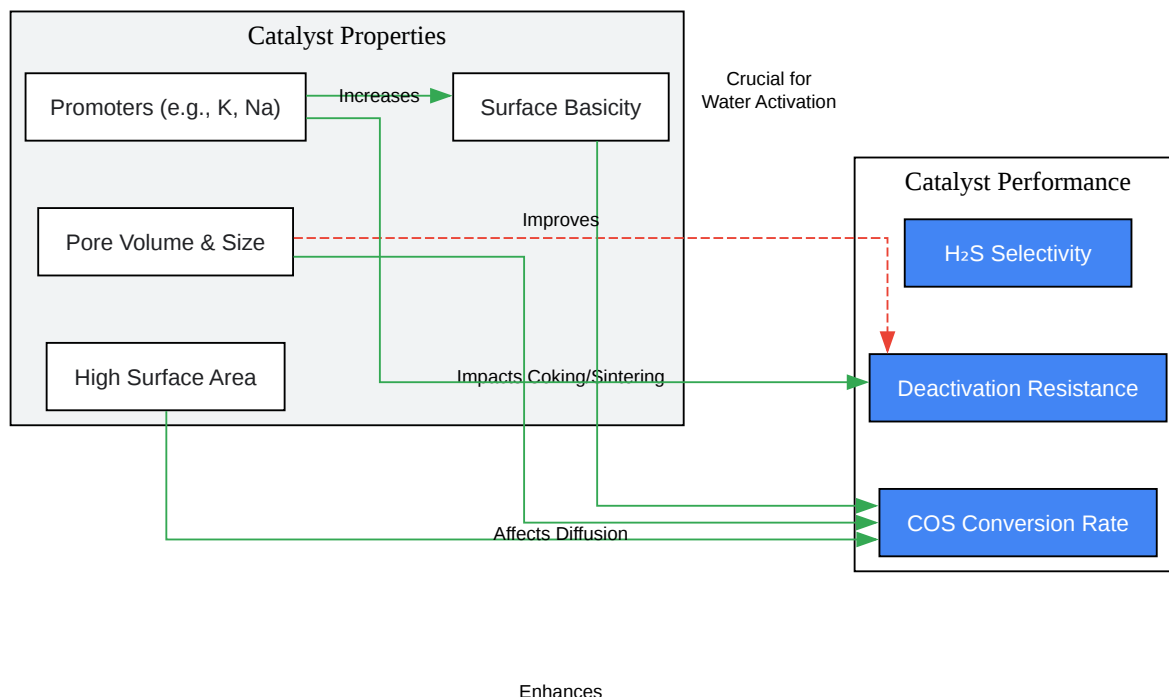 Catalyst Properties
Promoters (e.g., K, Na)
Increases
Surface Basicity
Crucial for
Water Activation
Catalyst Performance
Pore Volume & Size
Improves
H₂S Selectivity
High Surface Area
Impacts Coking/Sintering
Deactivation Resistance
Affects Diffusion
COS Conversion Rate
Enhances